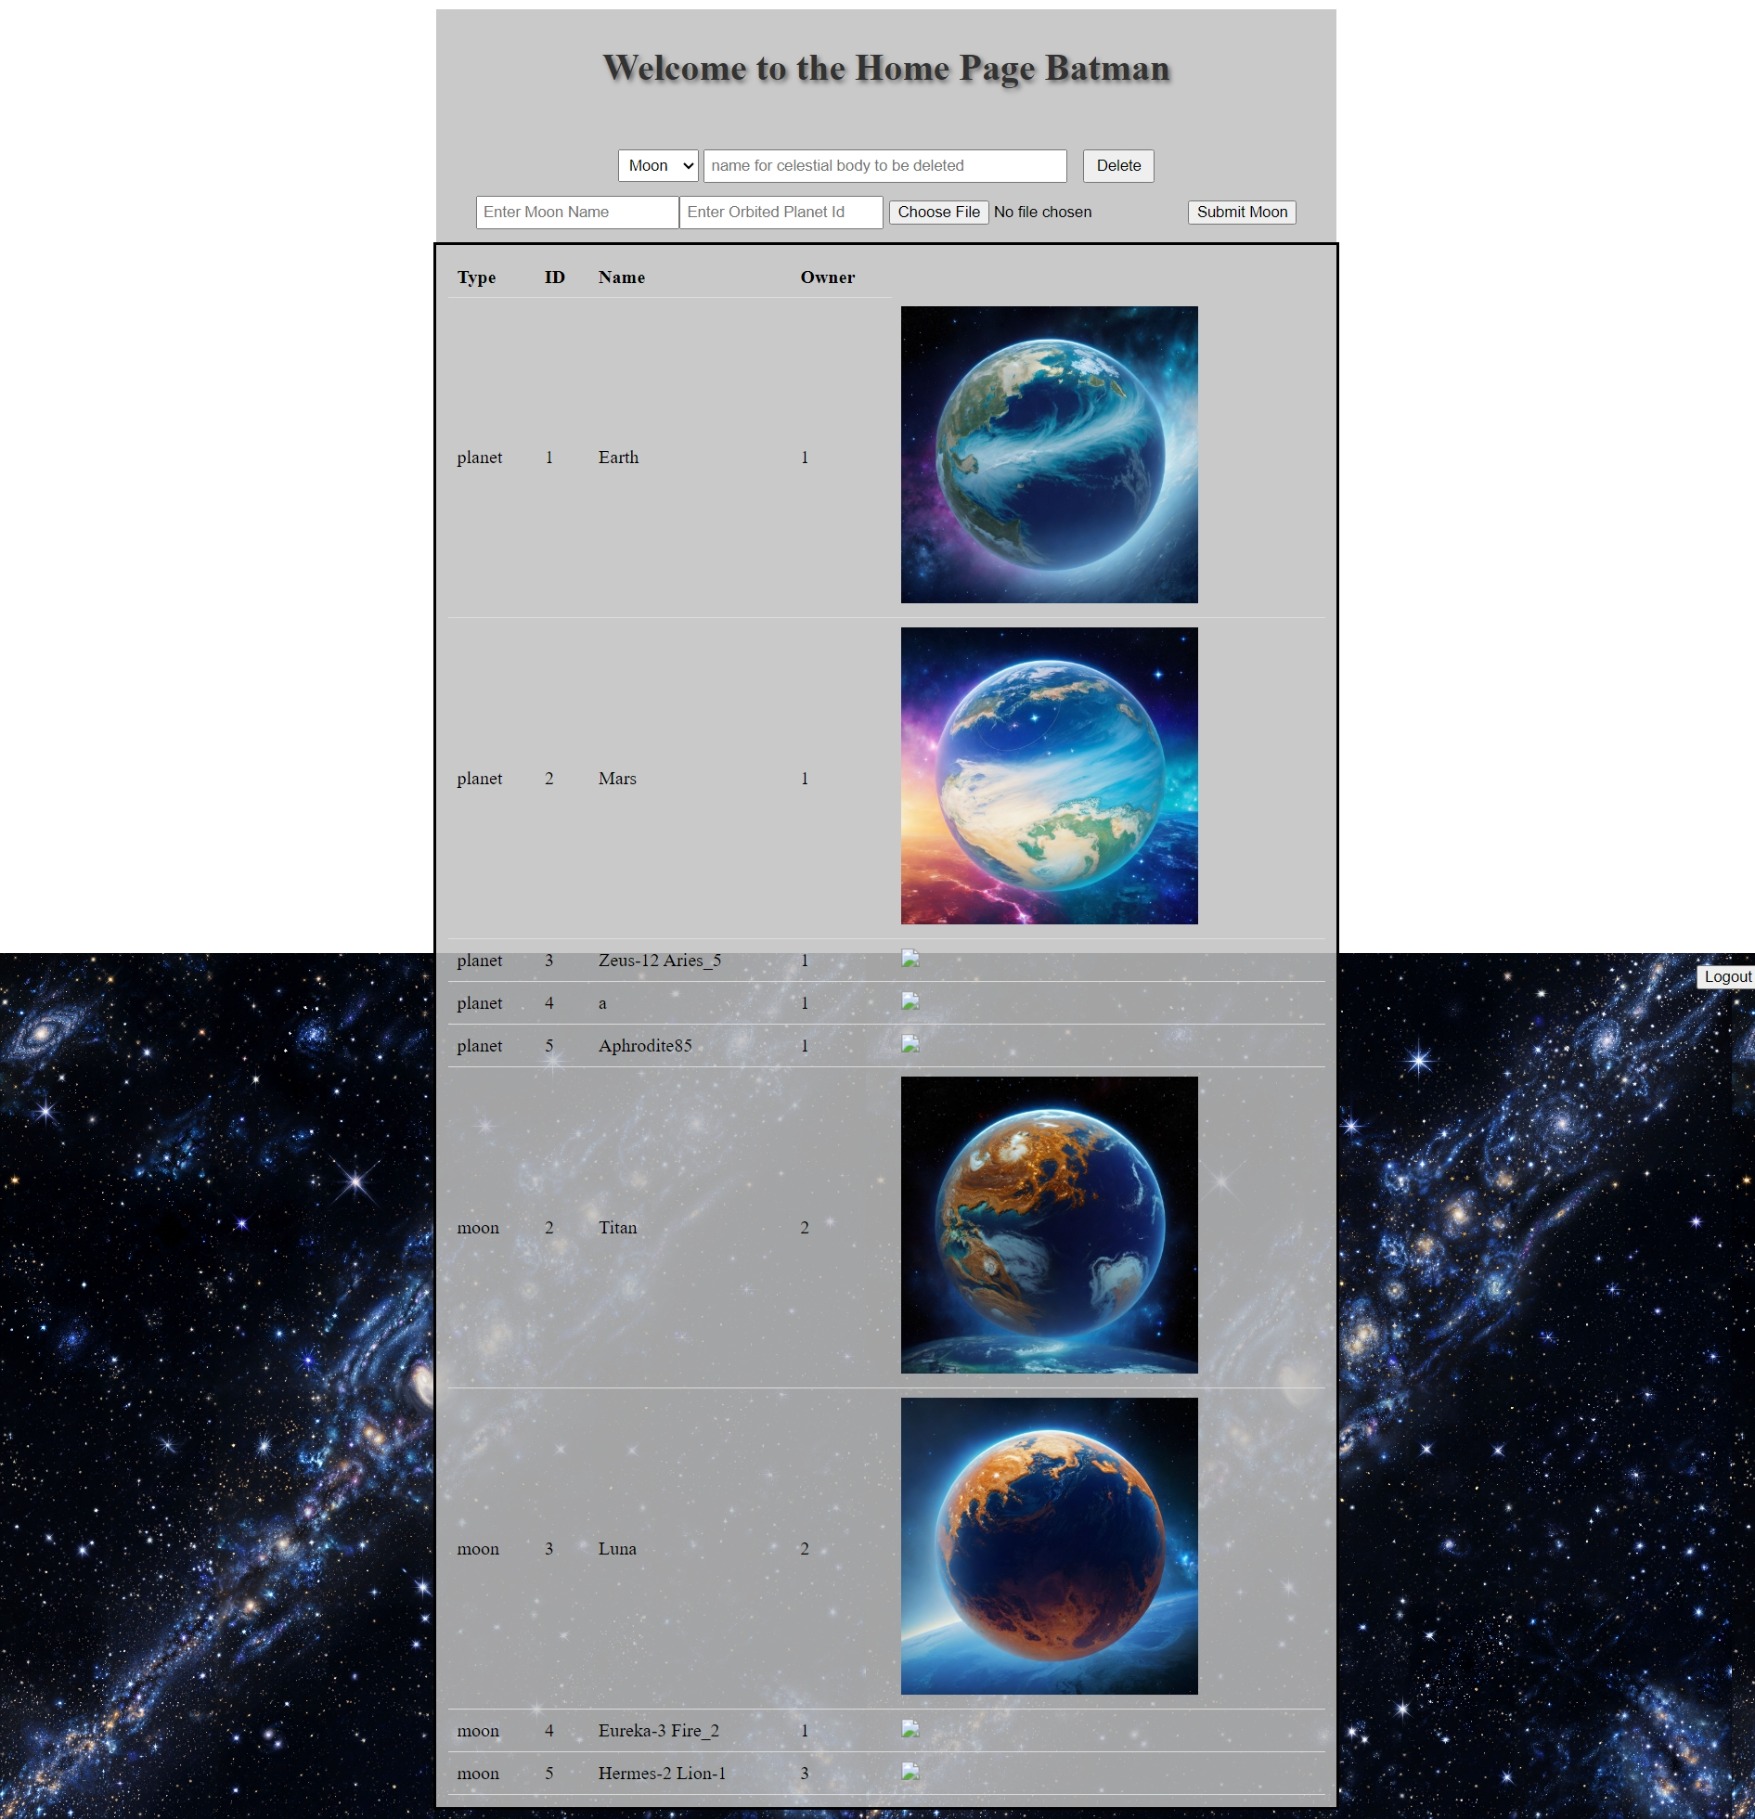 Welcome to the Home Page Batman
Moon name for celestial body to be deleted Delete
Enter Moon Name Enter Orbited Planet Id Choose File No file chosen Submit Moon
Type ID Name Owner
planet 1 Earth 1
planet 2 Mars 1
planet 3 Zeus-12 Aries_5 1
Logout
planet 4 a 1
planet 5 Aphrodite85 1
moon 2 Titan 2
moon 3 Luna 2
moon 4 Eureka-3 Fire_2 1
moon 5 Hermes-2 Lion-1 3